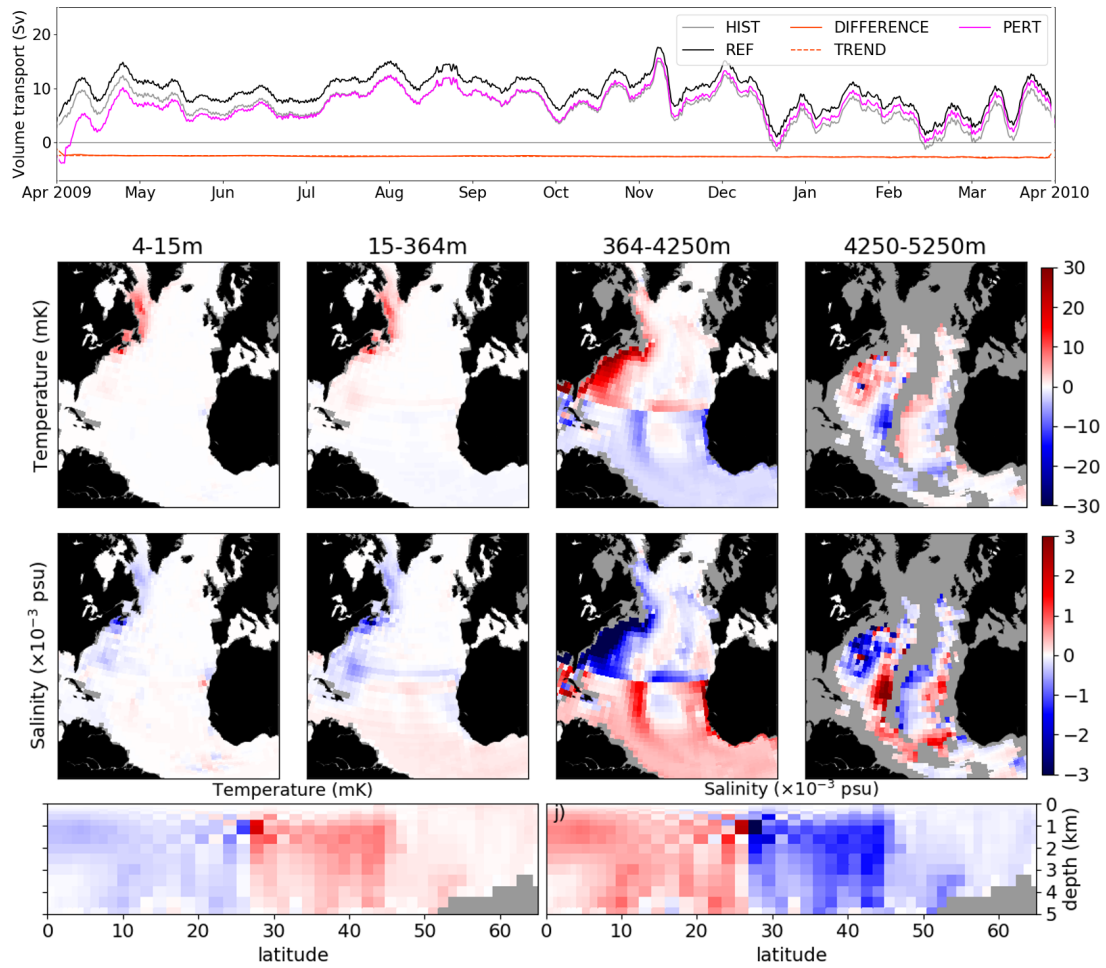 Volume transport (Sv)
20
10
0
HIST
REF
DIFFERENCE
TREND
PERT
Apr 2009 May Jun Jul Aug Sep Oct Nov Dec Jan Feb Mar Apr 2010
4-15m 15-364m 364-4250m 4250-5250m
Temperature (mK)
30
20
10
0
−10
−20
−30
Salinity (×10⁻³ psu)
3
2
1
0
−1
−2
−3
Temperature (mK) Salinity (×10⁻³ psu)
j)
0
1
2
3
4
5
depth (km)
0 10 20 30 40 50 60 0 10 20 30 40 50 60
latitude latitude